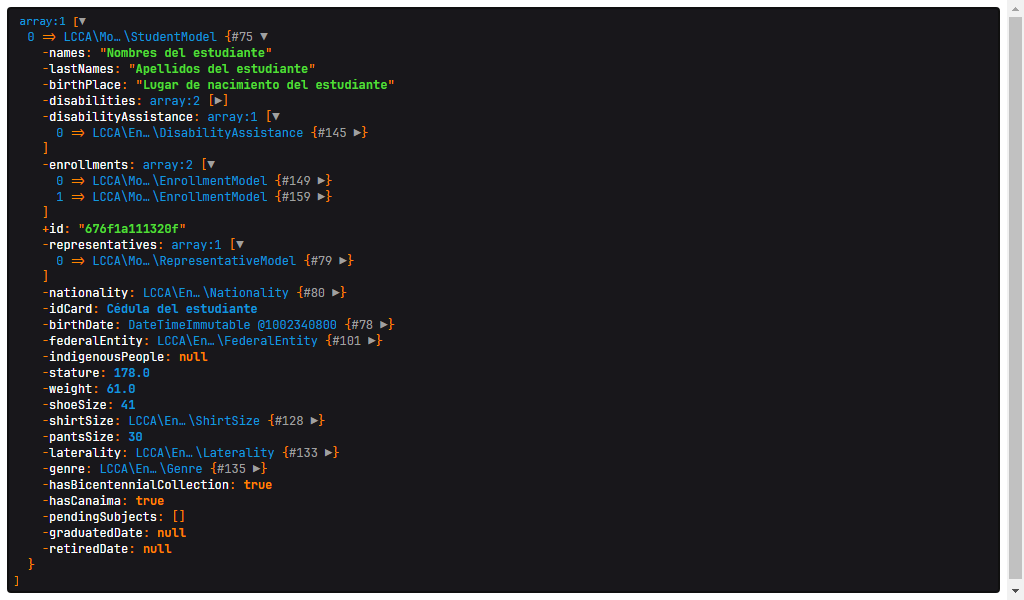 array:1 [▼
  0 => LCCA\Mo…\StudentModel {#75 ▼
    -names: "Nombres del estudiante"
    -lastNames: "Apellidos del estudiante"
    -birthPlace: "Lugar de nacimiento del estudiante"
    -disabilities: array:2 [▶]
    -disabilityAssistance: array:1 [▼
      0 => LCCA\En…\DisabilityAssistance {#145 ▶}
    ]
    -enrollments: array:2 [▼
      0 => LCCA\Mo…\EnrollmentModel {#149 ▶}
      1 => LCCA\Mo…\EnrollmentModel {#159 ▶}
    ]
    +id: "676f1a111320f"
    -representatives: array:1 [▼
      0 => LCCA\Mo…\RepresentativeModel {#79 ▶}
    ]
    -nationality: LCCA\En…\Nationality {#80 ▶}
    -idCard: Cédula del estudiante
    -birthDate: DateTimeImmutable @1002340800 {#78 ▶}
    -federalEntity: LCCA\En…\FederalEntity {#101 ▶}
    -indigenousPeople: null
    -stature: 178.0
    -weight: 61.0
    -shoeSize: 41
    -shirtSize: LCCA\En…\ShirtSize {#128 ▶}
    -pantsSize: 30
    -laterality: LCCA\En…\Laterality {#133 ▶}
    -genre: LCCA\En…\Genre {#135 ▶}
    -hasBicentennialCollection: true
    -hasCanaima: true
    -pendingSubjects: []
    -graduatedDate: null
    -retiredDate: null
  }
]